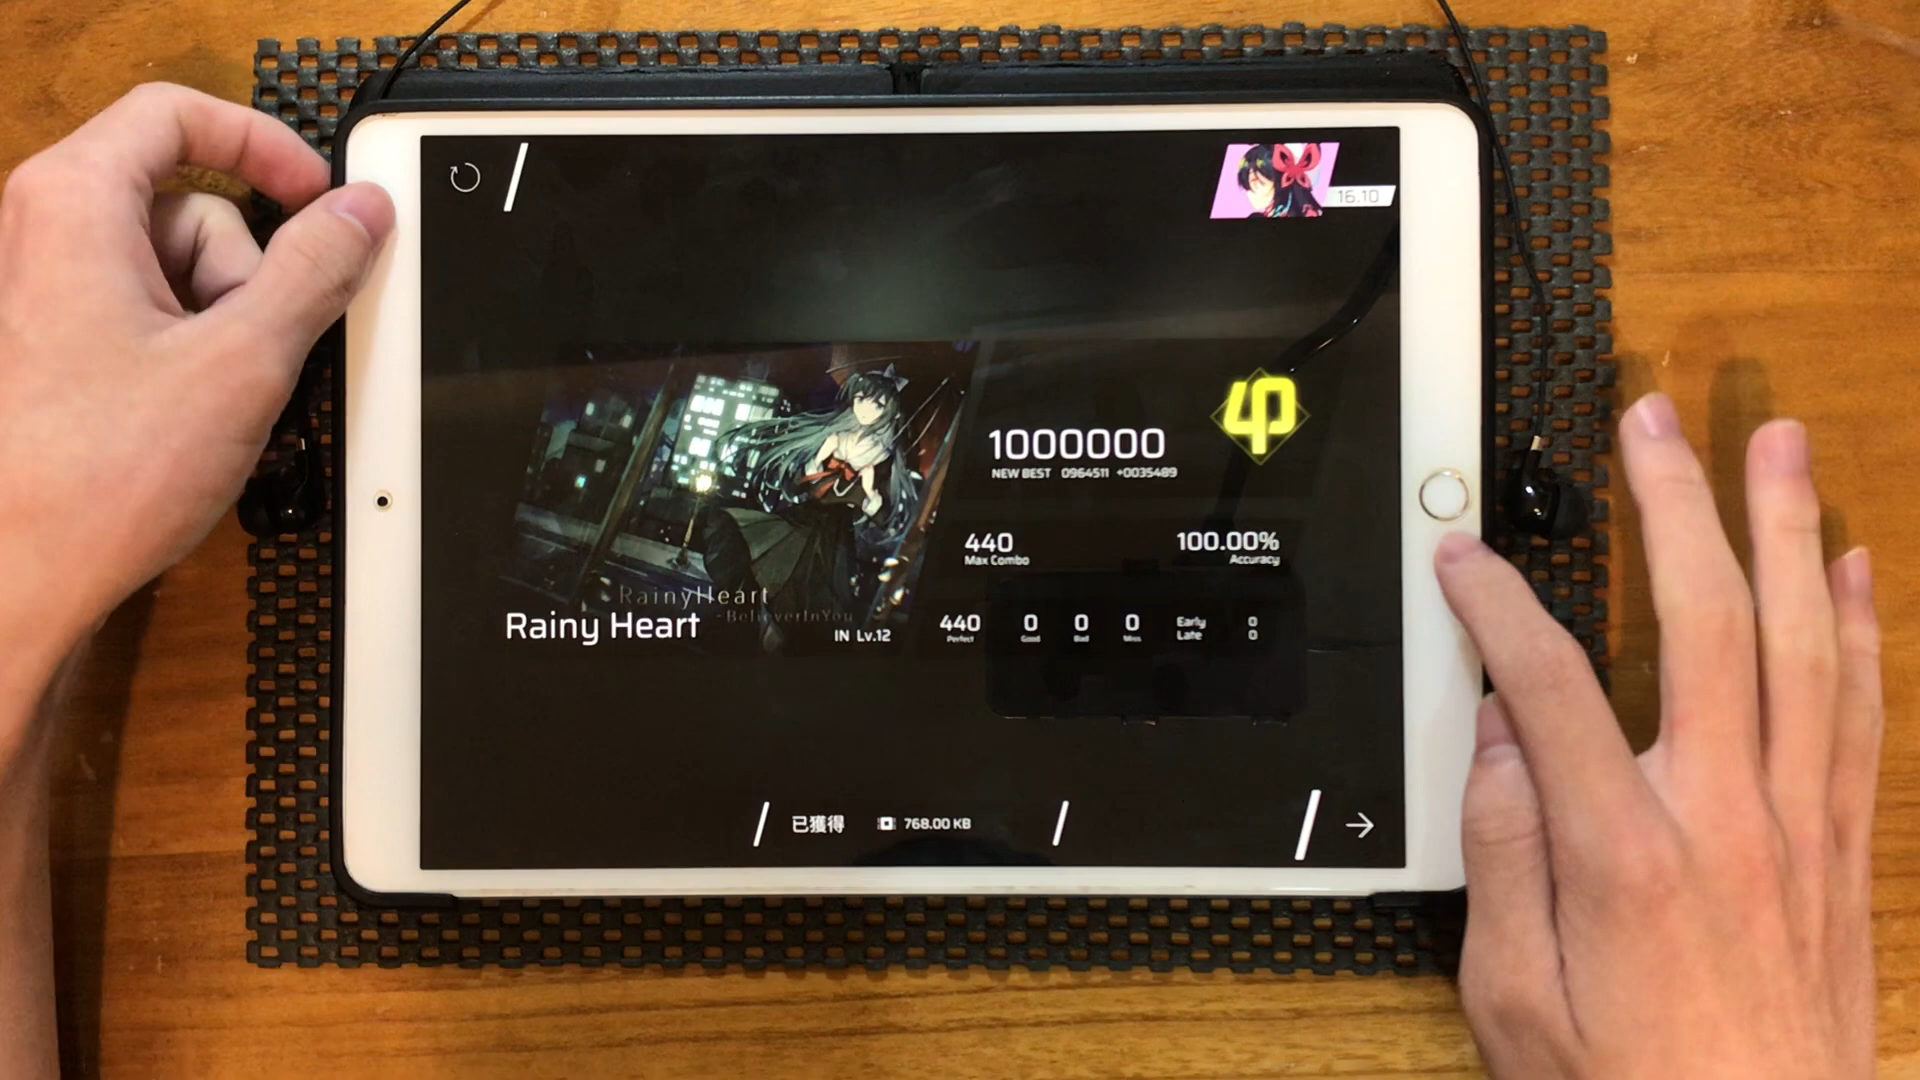 16.10
1000000
NEW BEST 0964511 +0035489
440
Max Combo
100.00%
Accuracy
RainyHeart
-BelieverInYou
Rainy Heart
IN Lv.12
440
Perfect
0
Good
0
Bad
0
Miss
Early 0
Late 0
已獲得 768.00 KB